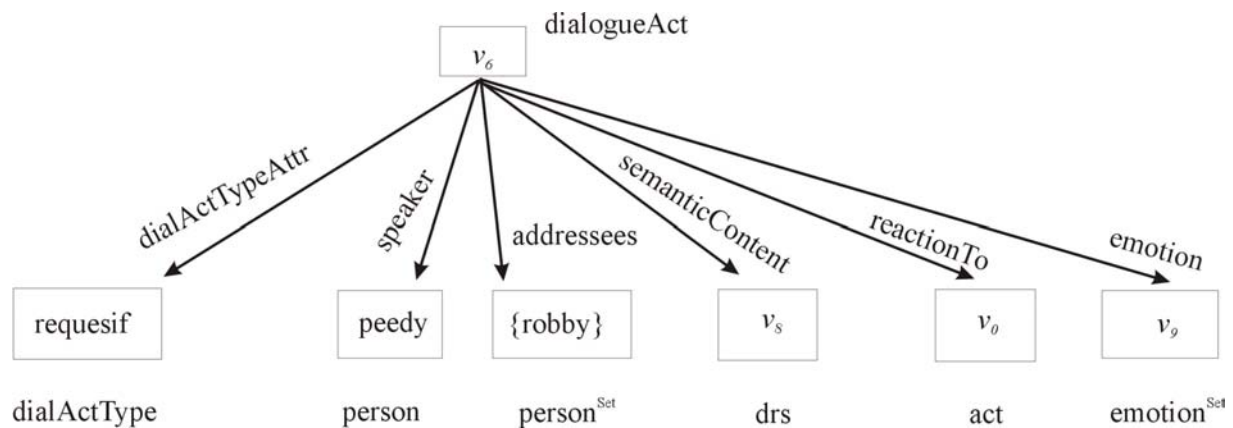 dialogueAct
v₆
dialActTypeAttr
speaker
addressees
semanticContent
reactionTo
emotion
requesif
peedy
{robby}
v₈
v₀
v₉
dialActType
person
personSet
drs
act
emotionSet